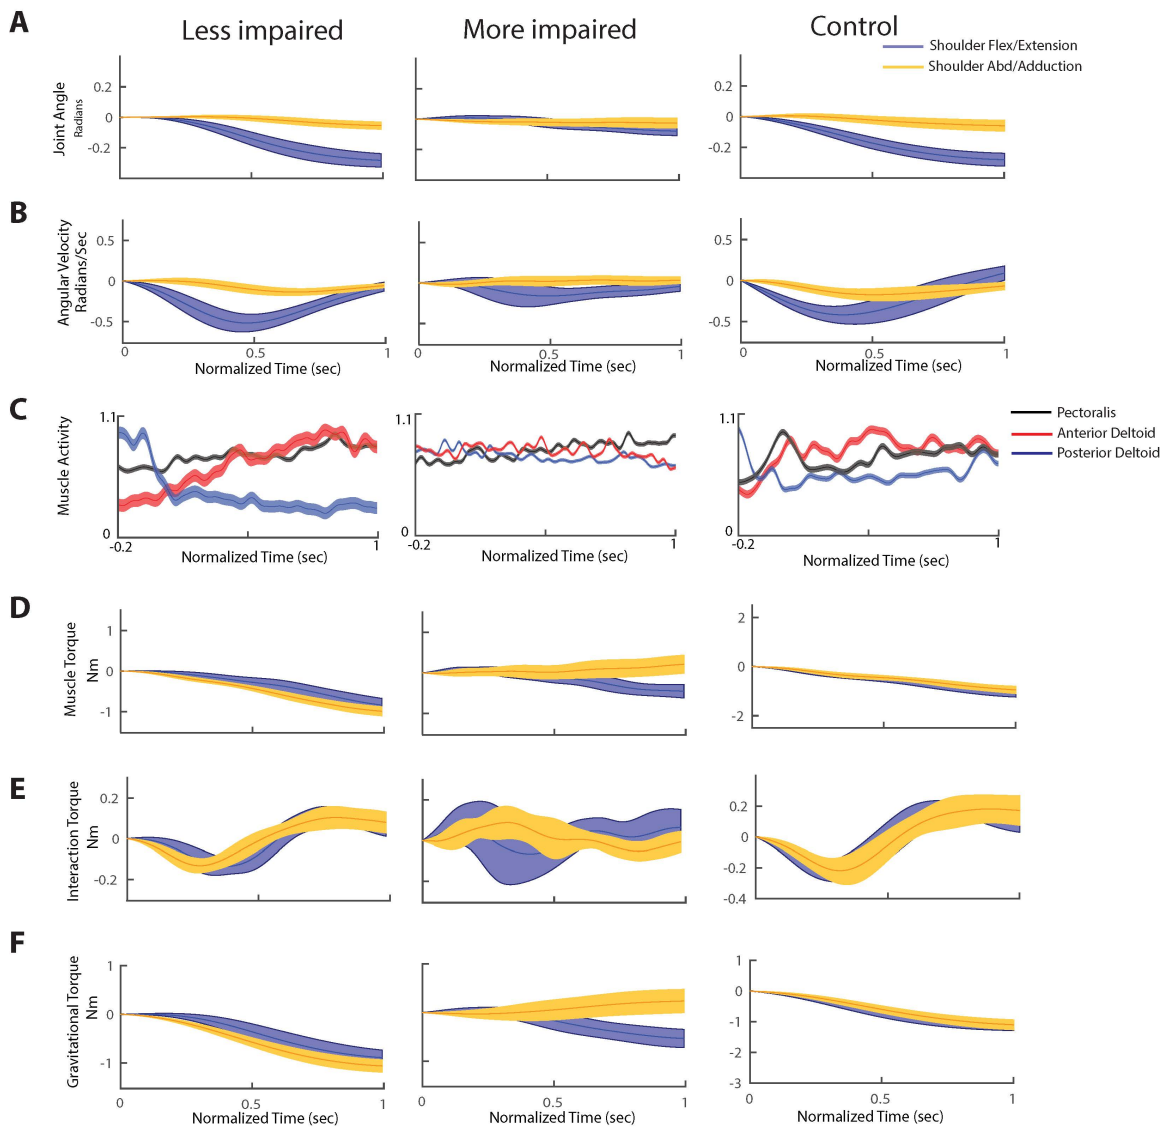 A
Less impaired
More impaired
Control
Shoulder Flex/Extension
Shoulder Abd/Adduction
Joint Angle
Radians
0.2
0
-0.2
0.2
0
-0.2
B
Angular Velocity
Radians/Sec
0.5
0
-0.5
0.5
0
-0.5
0
0.5
1
0
0.5
1
0
0.5
1
Normalized Time (sec)
Normalized Time (sec)
Normalized Time (sec)
C
Muscle Activity
1.1
0
1.1
0
1.1
0
Pectoralis
Anterior Deltoid
Posterior Deltoid
-0.2
1
-0.2
1
-0.2
1
Normalized Time (sec)
Normalized Time (sec)
Normalized Time (sec)
D
Muscle Torque
Nm
1
0
-1
2
0
-2
E
Interaction Torque
Nm
0.2
0
-0.2
0.2
0
-0.2
-0.4
F
Gravitational Torque
Nm
1
0
-1
1
0
-1
-2
-3
0
0.5
1
0
0.5
1
0
0.5
1
Normalized Time (sec)
Normalized Time (sec)
Normalized Time (sec)